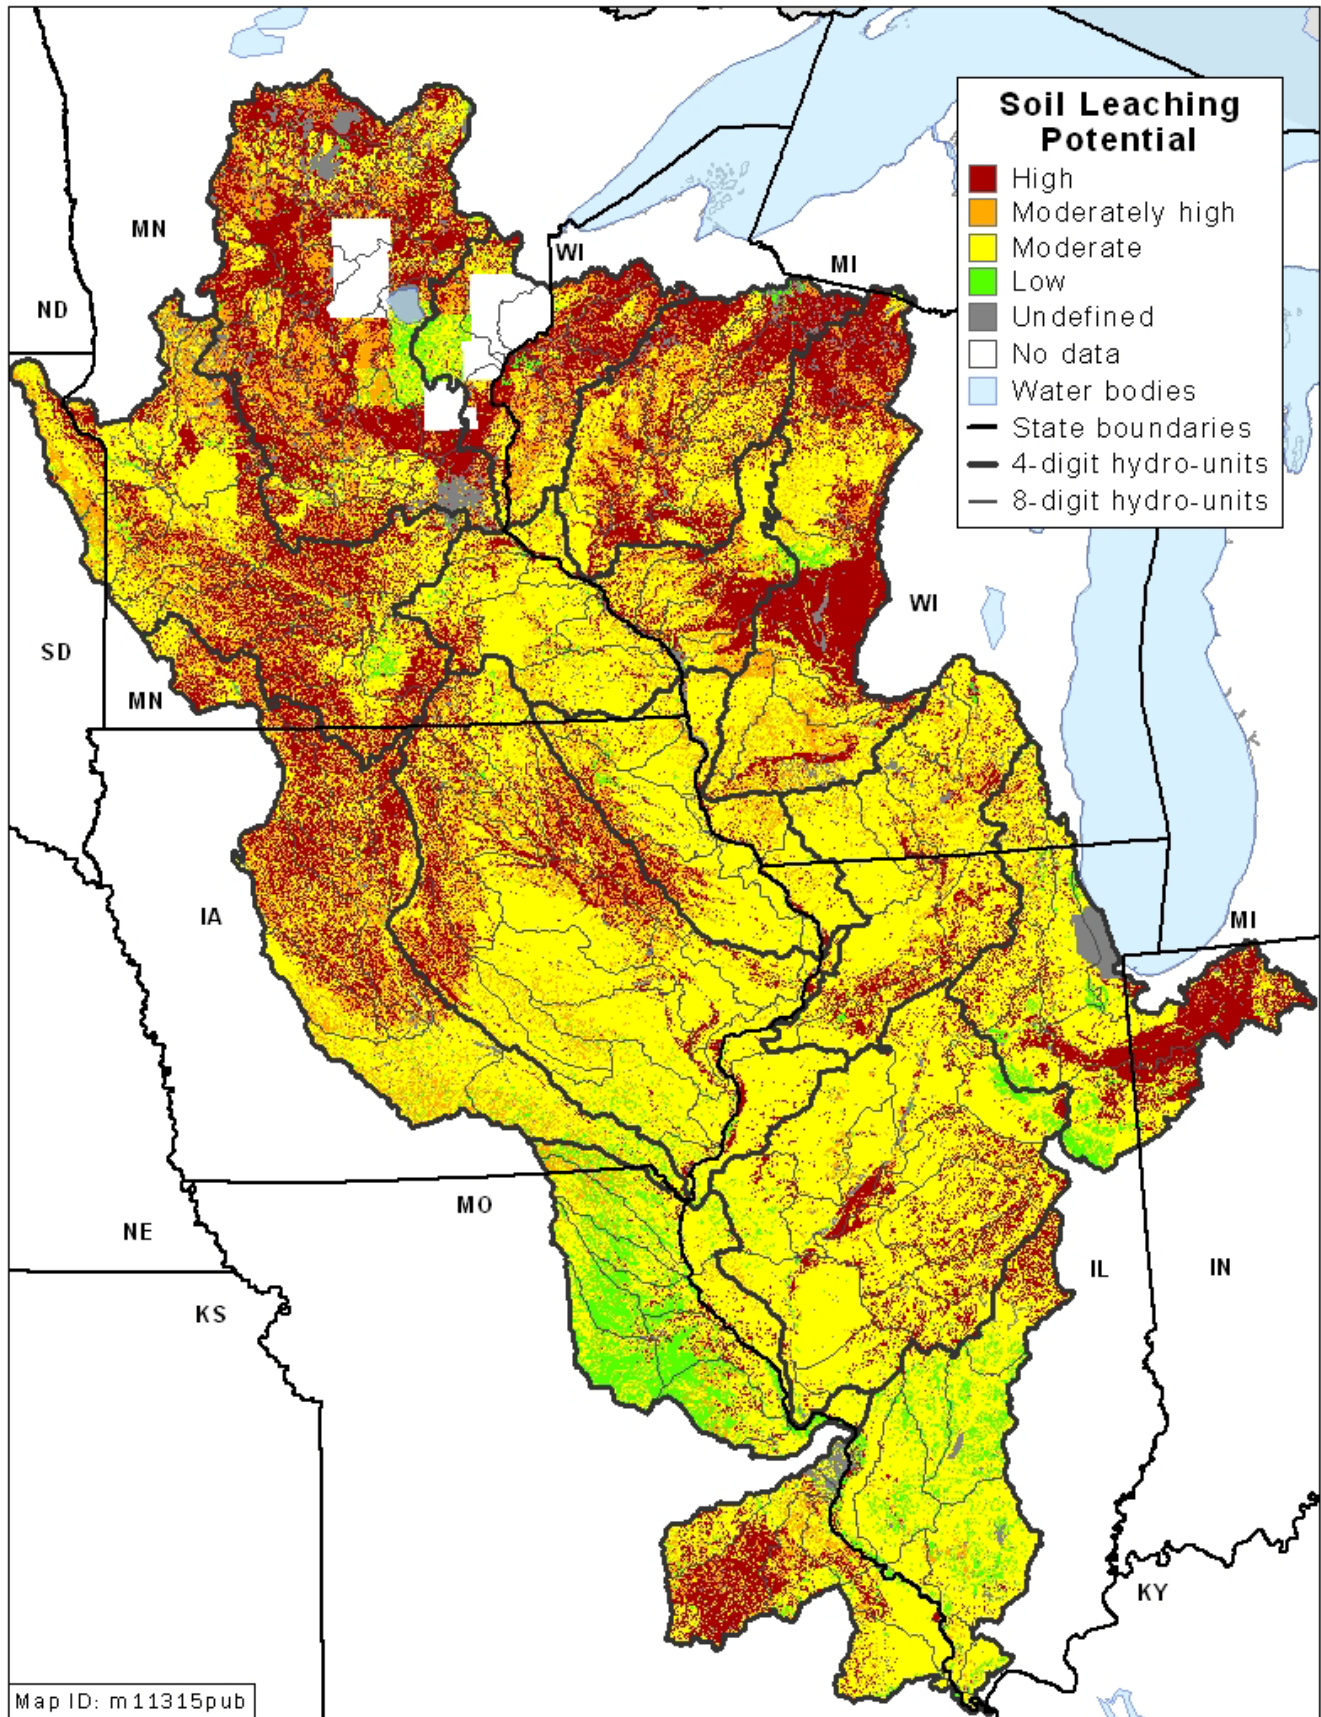 Soil Leaching
Potential
High
Moderately high
Moderate
Low
Undefined
No data
Water bodies
State boundaries
4-digit hydro-units
8-digit hydro-units
MN
WI
MI
ND
WI
SD
MN
IA
MI
MO
NE
IL
IN
KS
KY
Map ID: m11315pub